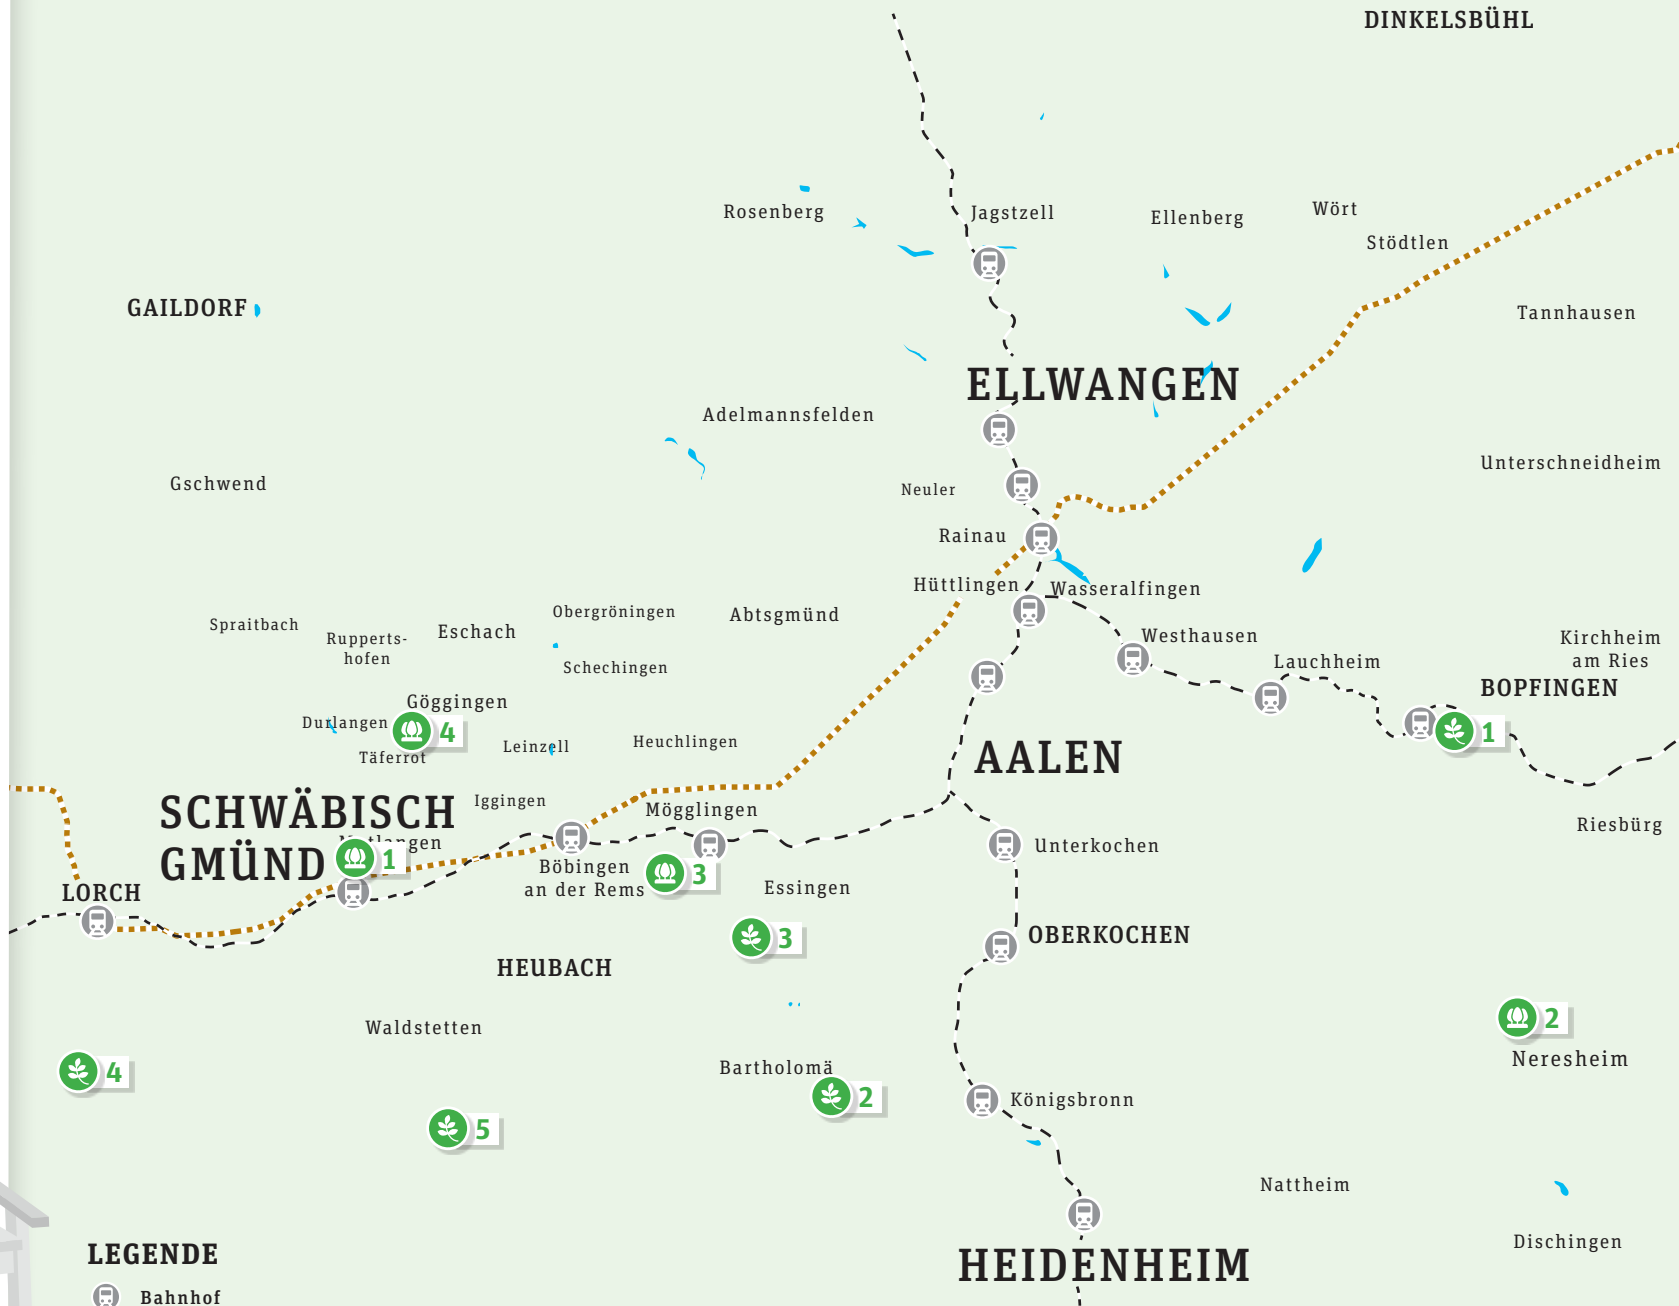 DINKELSBÜHL
Rosenberg
Jagstzell
Ellenberg
Wört
Stödtlen
GAILDORF
Tannhausen
ELLWANGEN
Adelmannsfelden
Gschwend
Neuler
Unterschneidheim
Rainau
Hüttlingen
Wasseralfingen
Spraitbach
Rupperts-
hofen
Eschach
Obergröningen
Abtsgmünd
Schechingen
Westhausen
Lauchheim
Kirchheim
am Ries
BOPFINGEN
1
Göggingen
Durlangen
4
Täferrot
Leinzell
Heuchlingen
AALEN
Iggingen
Mögglingen
SCHWÄBISCH
GMÜND
Mutlangen
1
Riesbürg
Unterkochen
Böbingen
an der Rems
3
Essingen
LORCH
3
OBERKOCHEN
HEUBACH
Waldstetten
2
Neresheim
4
Bartholomä
2
Königsbronn
5
Nattheim
Dischingen
HEIDENHEIM
LEGENDE
Bahnhof